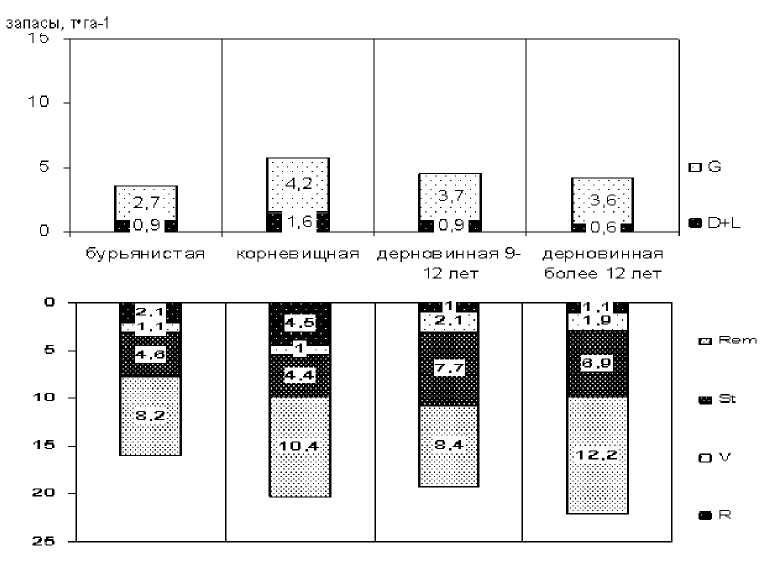 запасы, т*га-1
15
10
5
0
2,7
0,9
4,2
1,6
3,7
0,9
3,6
0,6
G
D+L
бурьянистая
корневищная
дерновинная 9-
12 лет
дерновинная
более 12 лет
0
5
10
15
20
25
2,1
1,1
4,6
8,2
4,5
1
4,4
10,4
1
2,1
7,7
8,4
1,1
1,9
6,9
12,2
Rem
St
V
R